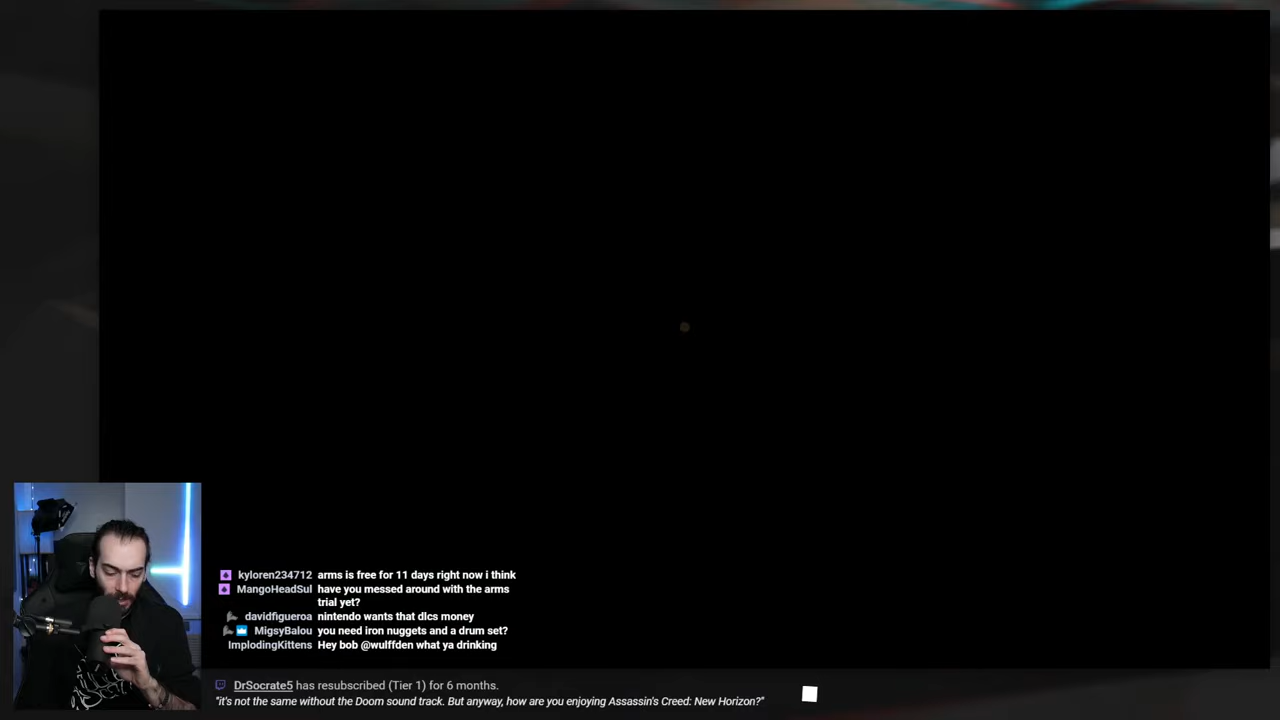 kyloren234712 arms is free for 11 days right now i think
MangoHeadSul have you messed around with the arms
trial yet?
davidfigueroa nintendo wants that dlcs money
MigsyBalou you need iron nuggets and a drum set?
ImplodingKittens Hey bob @wulffden what ya drinking
DrSocrate5 has resubscribed (Tier 1) for 6 months.
"it's not the same without the Doom sound track. But anyway, how are you enjoying Assassin's Creed: New Horizon?"